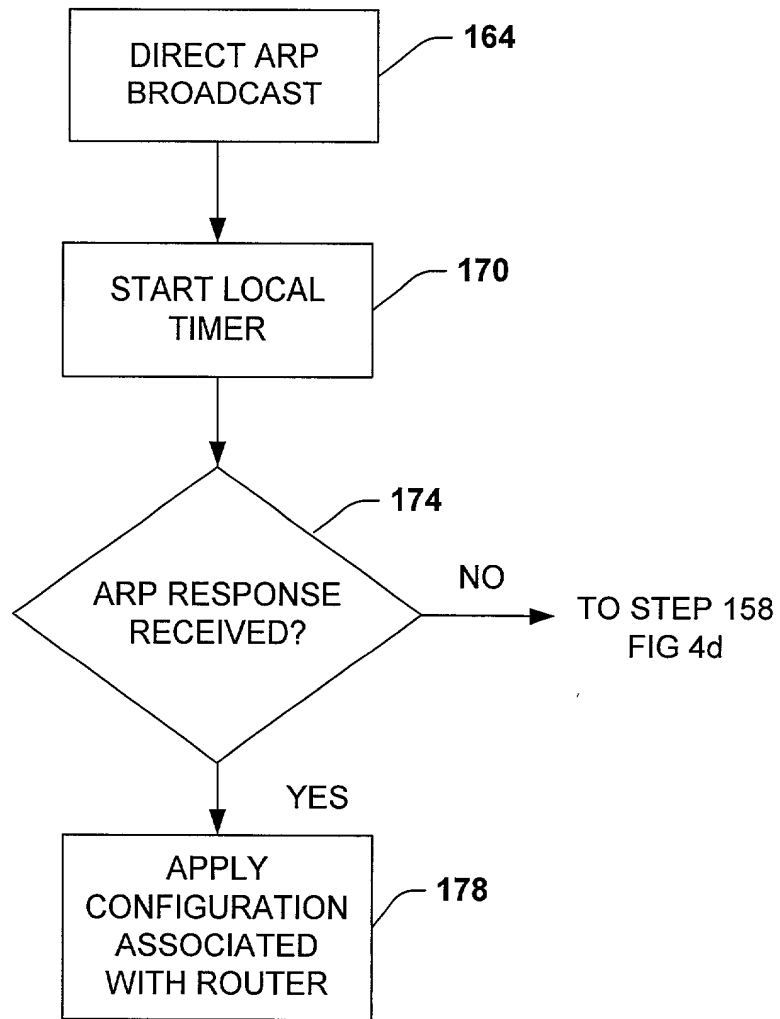 DIRECT ARP
BROADCAST
164
START LOCAL
TIMER
170
174
ARP RESPONSE
RECEIVED?
NO
TO STEP 158
FIG 4d
YES
APPLY
CONFIGURATION
ASSOCIATED
WITH ROUTER
178